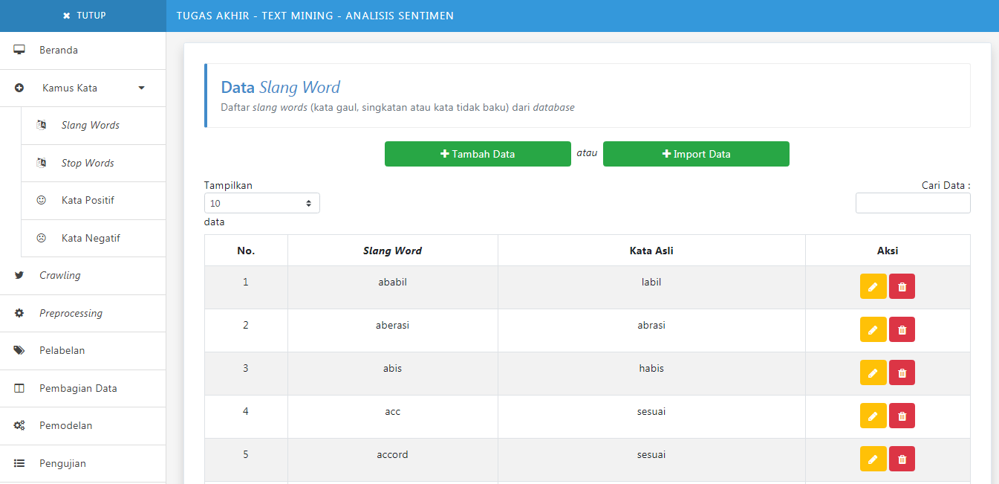 ✖ TUTUP
TUGAS AKHIR - TEXT MINING - ANALISIS SENTIMEN
Beranda
Kamus Kata
Slang Words
Stop Words
Kata Positif
Kata Negatif
Crawling
Preprocessing
Pelabelan
Pembagian Data
Pemodelan
Pengujian
Data Slang Word
Daftar slang words (kata gaul, singkatan atau kata tidak baku) dari database
+ Tambah Data atau + Import Data
Tampilkan
10
data
Cari Data :
No. Slang Word Kata Asli Aksi
1 ababil labil
2 aberasi abrasi
3 abis habis
4 acc sesuai
5 accord sesuai